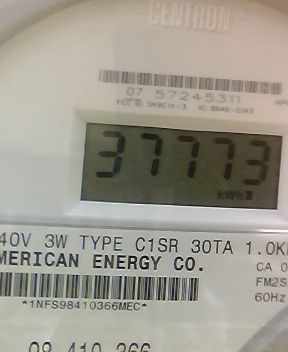 CENTRON
07 57245311
37773
kWh
40V 3W TYPE C1SR 30TA 1.0K
MERICAN ENERGY CO.
CA 0
FM2S
60Hz
*1NFS98410366MEC*
98 410 366